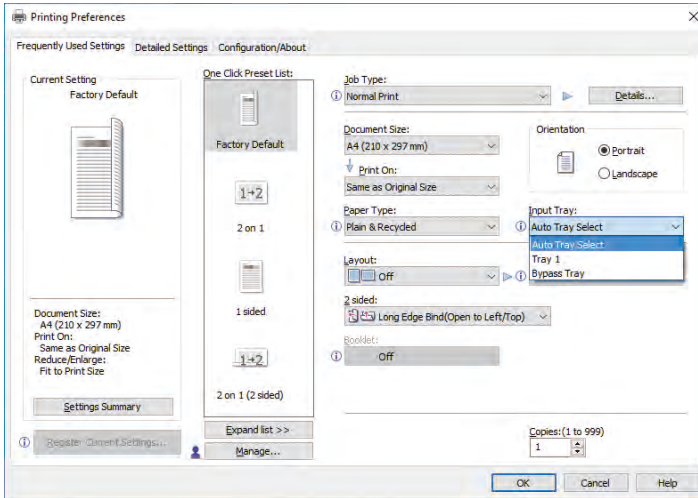 Printing Preferences
Frequently Used Settings Detailed Settings Configuration/About
Current Setting
Factory Default
Document Size:
A4 (210 x 297 mm)
Print On:
Same as Original Size
Reduce/Enlarge:
Fit to Print Size
Settings Summary
Register Current Settings...
One Click Preset List:
Factory Default
1→2
2 on 1
1 sided
1→2
2 on 1 (2 sided)
Expand list >>
Manage...
Job Type:
Normal Print
Details...
Document Size:
A4 (210 x 297 mm)
Print On:
Same as Original Size
Orientation
Portrait
Landscape
Paper Type:
Plain & Recycled
Input Tray:
Auto Tray Select
Auto Tray Select
Tray 1
Bypass Tray
Layout:
Off
2 sided:
Long Edge Bind(Open to Left/Top)
Booklet:
Off
Copies:(1 to 999)
1
OK Cancel Help